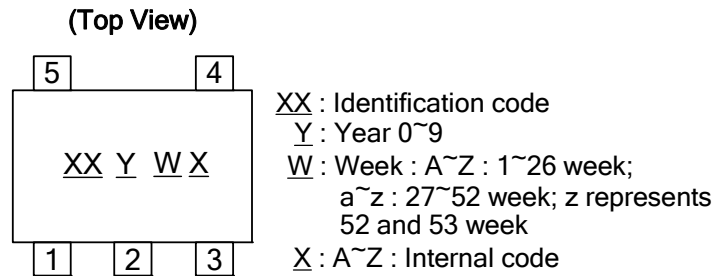 (Top View)
5 4
XX Y W X
1 2 3
XX : Identification code
Y : Year 0~9
W : Week : A~Z : 1~26 week;
a~z : 27~52 week; z represents
52 and 53 week
X : A~Z : Internal code